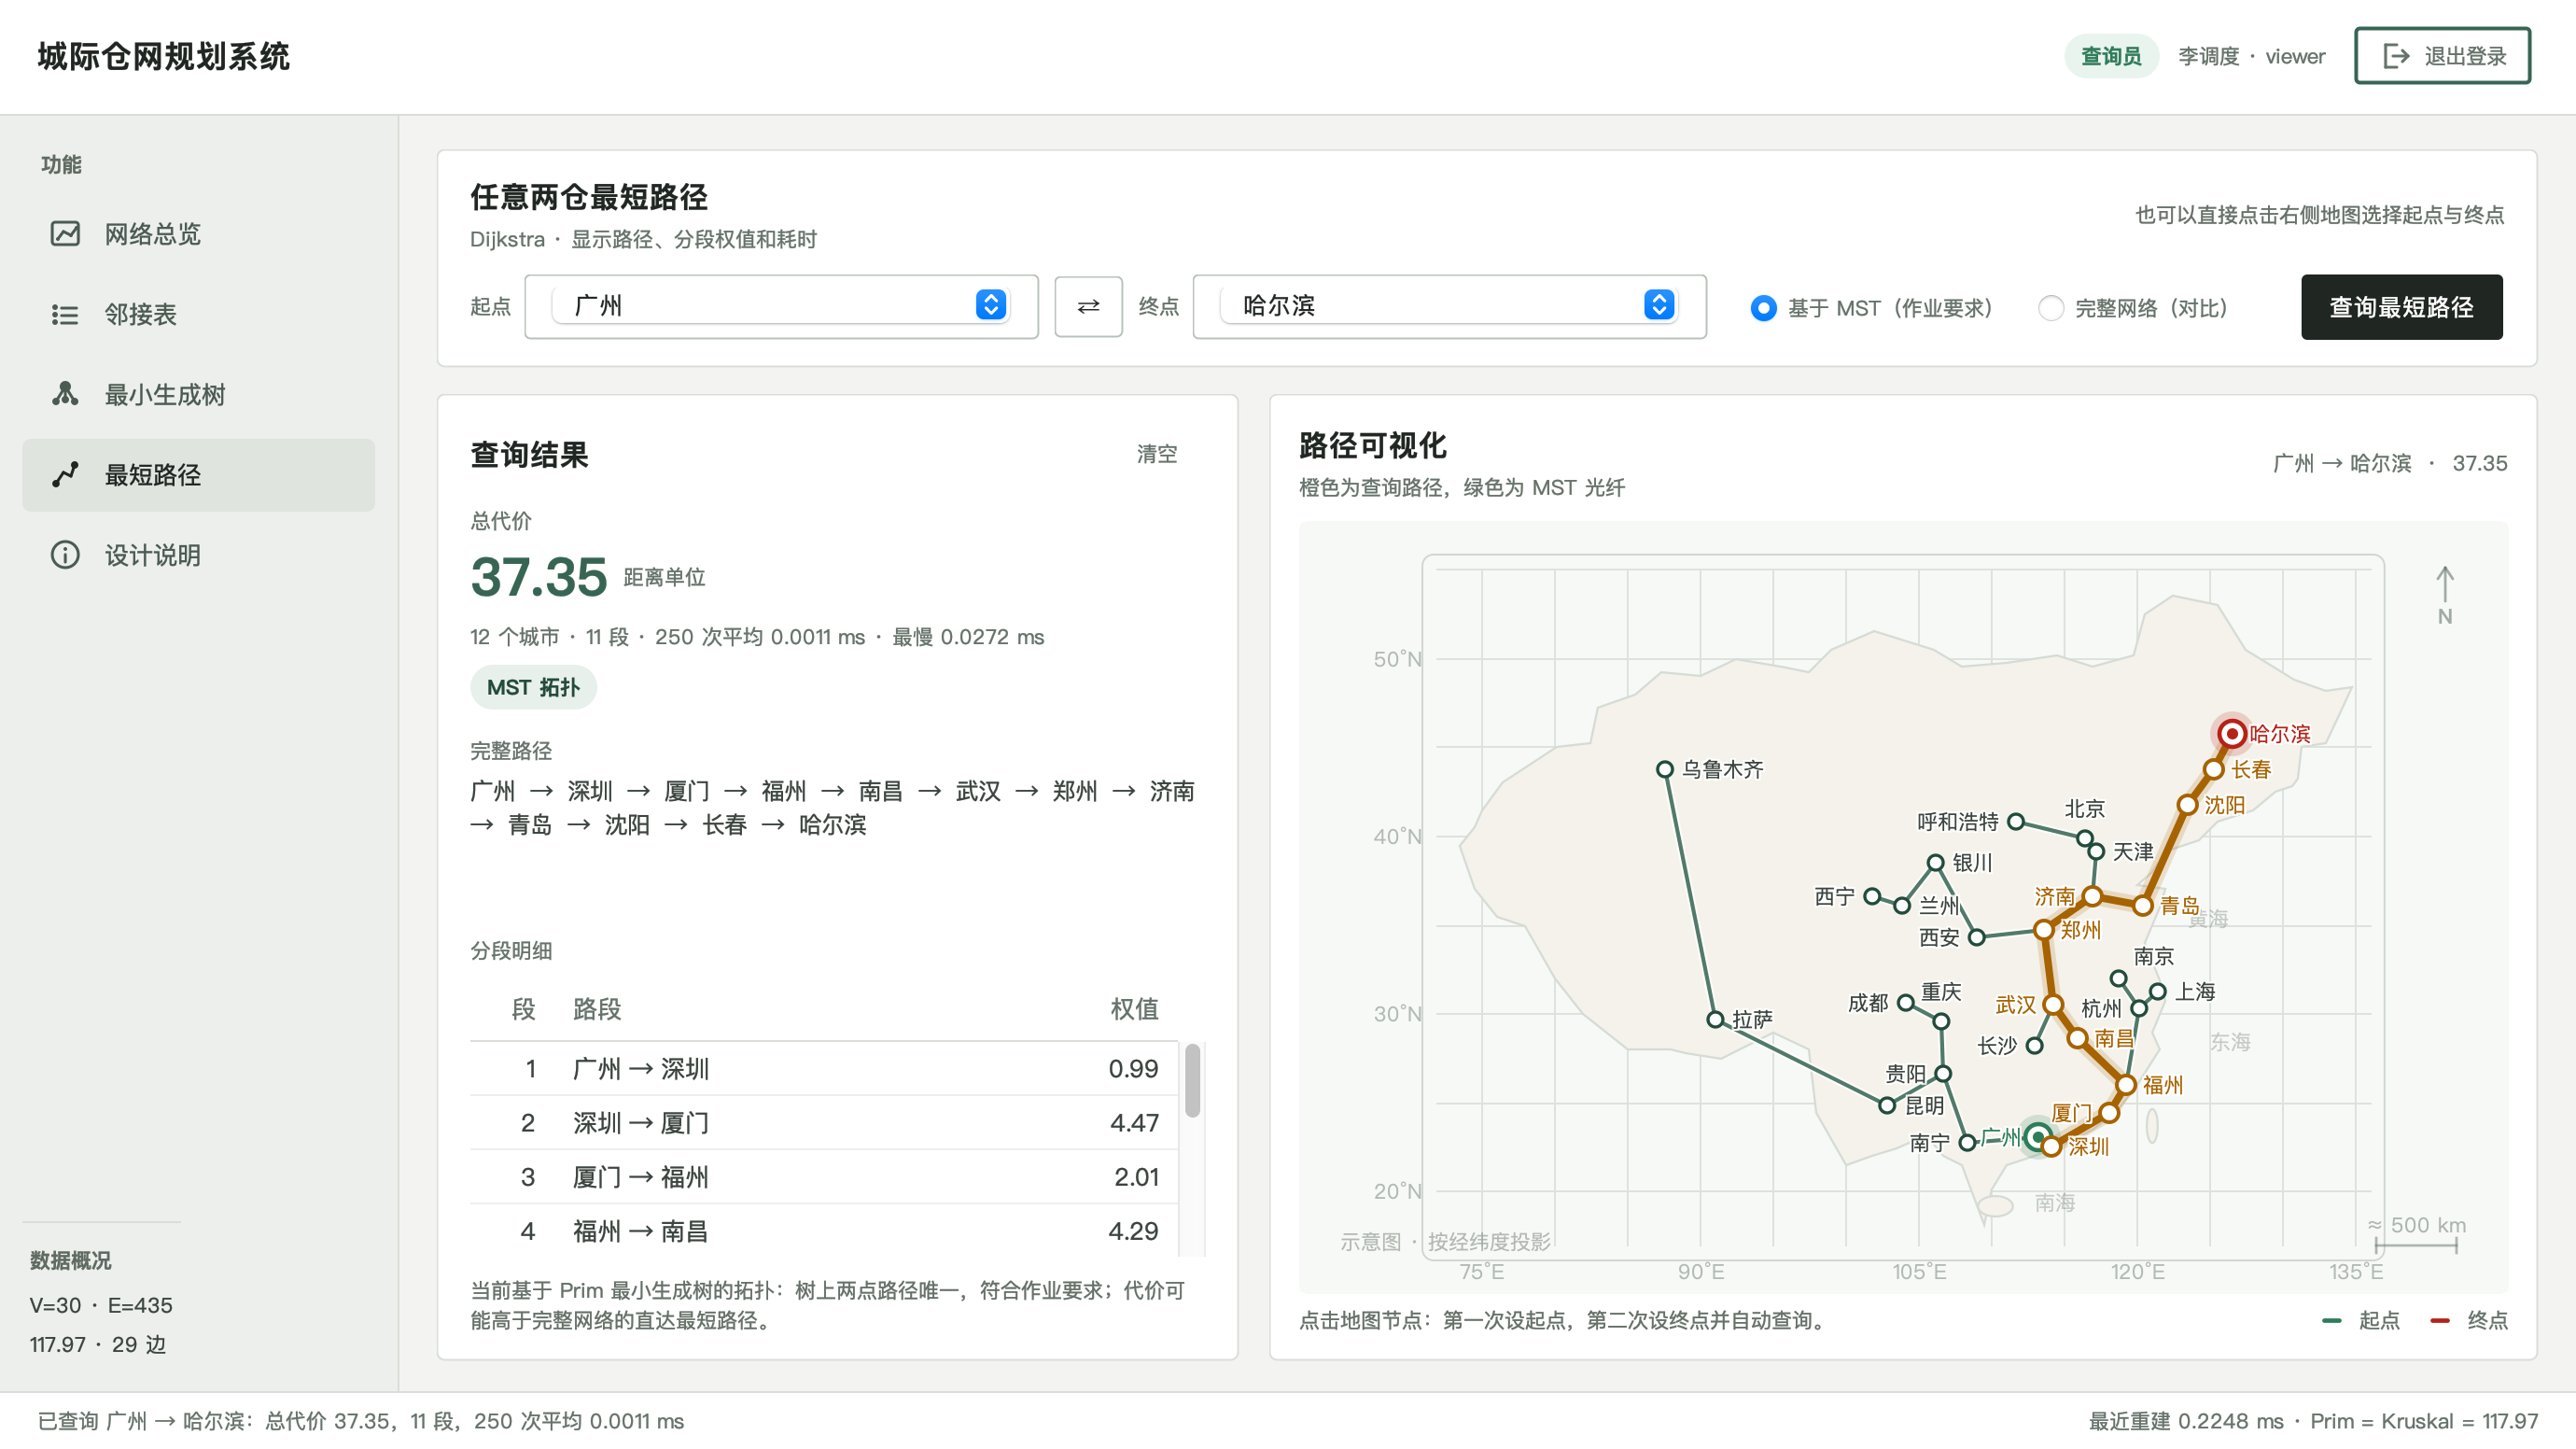 城际仓网规划系统
查询员 李调度 · viewer 退出登录
功能
网络总览
邻接表
最小生成树
最短路径
设计说明
数据概况
V=30 · E=435
117.97 · 29 边
任意两仓最短路径
Dijkstra · 显示路径、分段权值和耗时
也可以直接点击右侧地图选择起点与终点
起点 广州 ⇄ 终点 哈尔滨 基于 MST（作业要求） 完整网络（对比） 查询最短路径
查询结果 清空
总代价
37.35 距离单位
12 个城市 · 11 段 · 250 次平均 0.0011 ms · 最慢 0.0272 ms
MST 拓扑
完整路径
广州 → 深圳 → 厦门 → 福州 → 南昌 → 武汉 → 郑州 → 济南
→ 青岛 → 沈阳 → 长春 → 哈尔滨
分段明细
段 路段 权值
1 广州 → 深圳 0.99
2 深圳 → 厦门 4.47
3 厦门 → 福州 2.01
4 福州 → 南昌 4.29
当前基于 Prim 最小生成树的拓扑：树上两点路径唯一，符合作业要求；代价可
能高于完整网络的直达最短路径。
路径可视化
橙色为查询路径，绿色为 MST 光纤
广州 → 哈尔滨 · 37.35
N
50°N
哈尔滨
乌鲁木齐
长春
沈阳
北京
呼和浩特
40°N
天津
银川
西宁
兰州
济南
青岛
黄海
郑州
西安
南京
上海
杭州
重庆
成都
武汉
30°N
拉萨
南昌
东海
长沙
贵阳
福州
昆明
厦门
广州
南宁
深圳
20°N
南海
≈ 500 km
示意图 · 按经纬度投影
75°E 90°E 105°E 120°E 135°E
点击地图节点：第一次设起点，第二次设终点并自动查询。
起点 终点
已查询 广州 → 哈尔滨：总代价 37.35，11 段，250 次平均 0.0011 ms
最近重建 0.2248 ms · Prim = Kruskal = 117.97